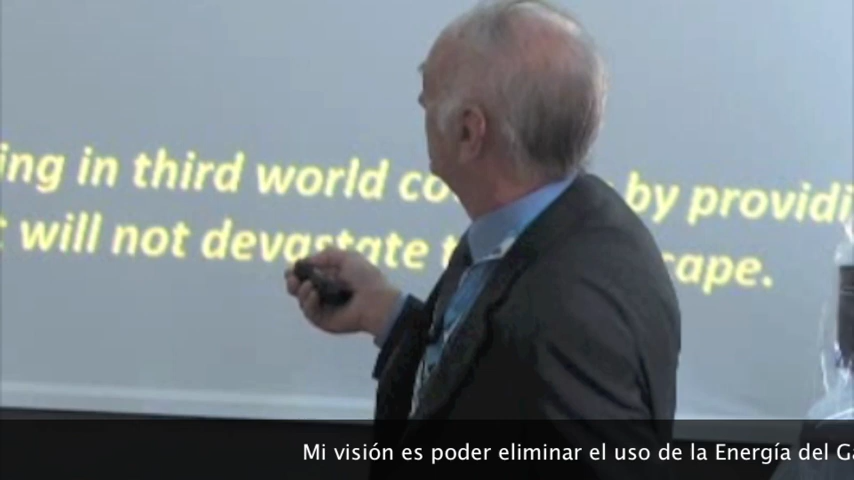 ing in third world co by providi
t will not devastate t cape.
Mi visión es poder eliminar el uso de la Energía del Ga